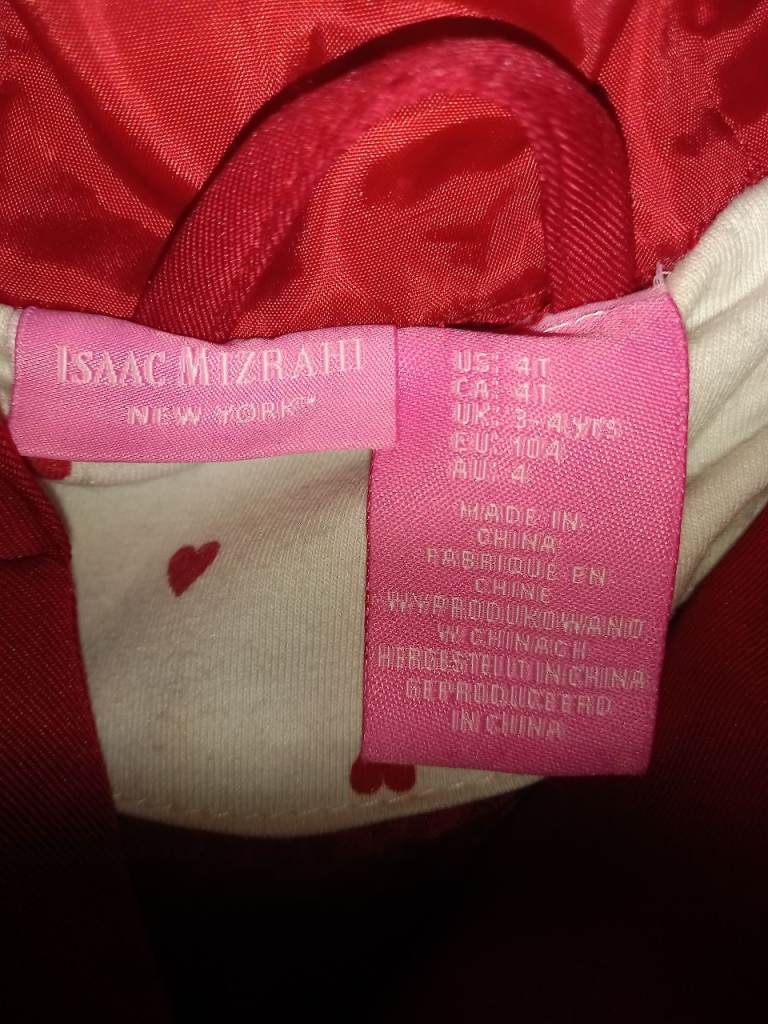 ISAAC MIZRAHI
NEW YORK™
US: 4T
CA: 4T
UK: 3-4 yrs
EU: 104
AU: 4
MADE IN
CHINA
FABRIQUÉ EN
CHINE
WYPRODUKOWANO
W CHINACH
HERGESTELLT IN CHINA
GEPRODUCEERD
IN CHINA